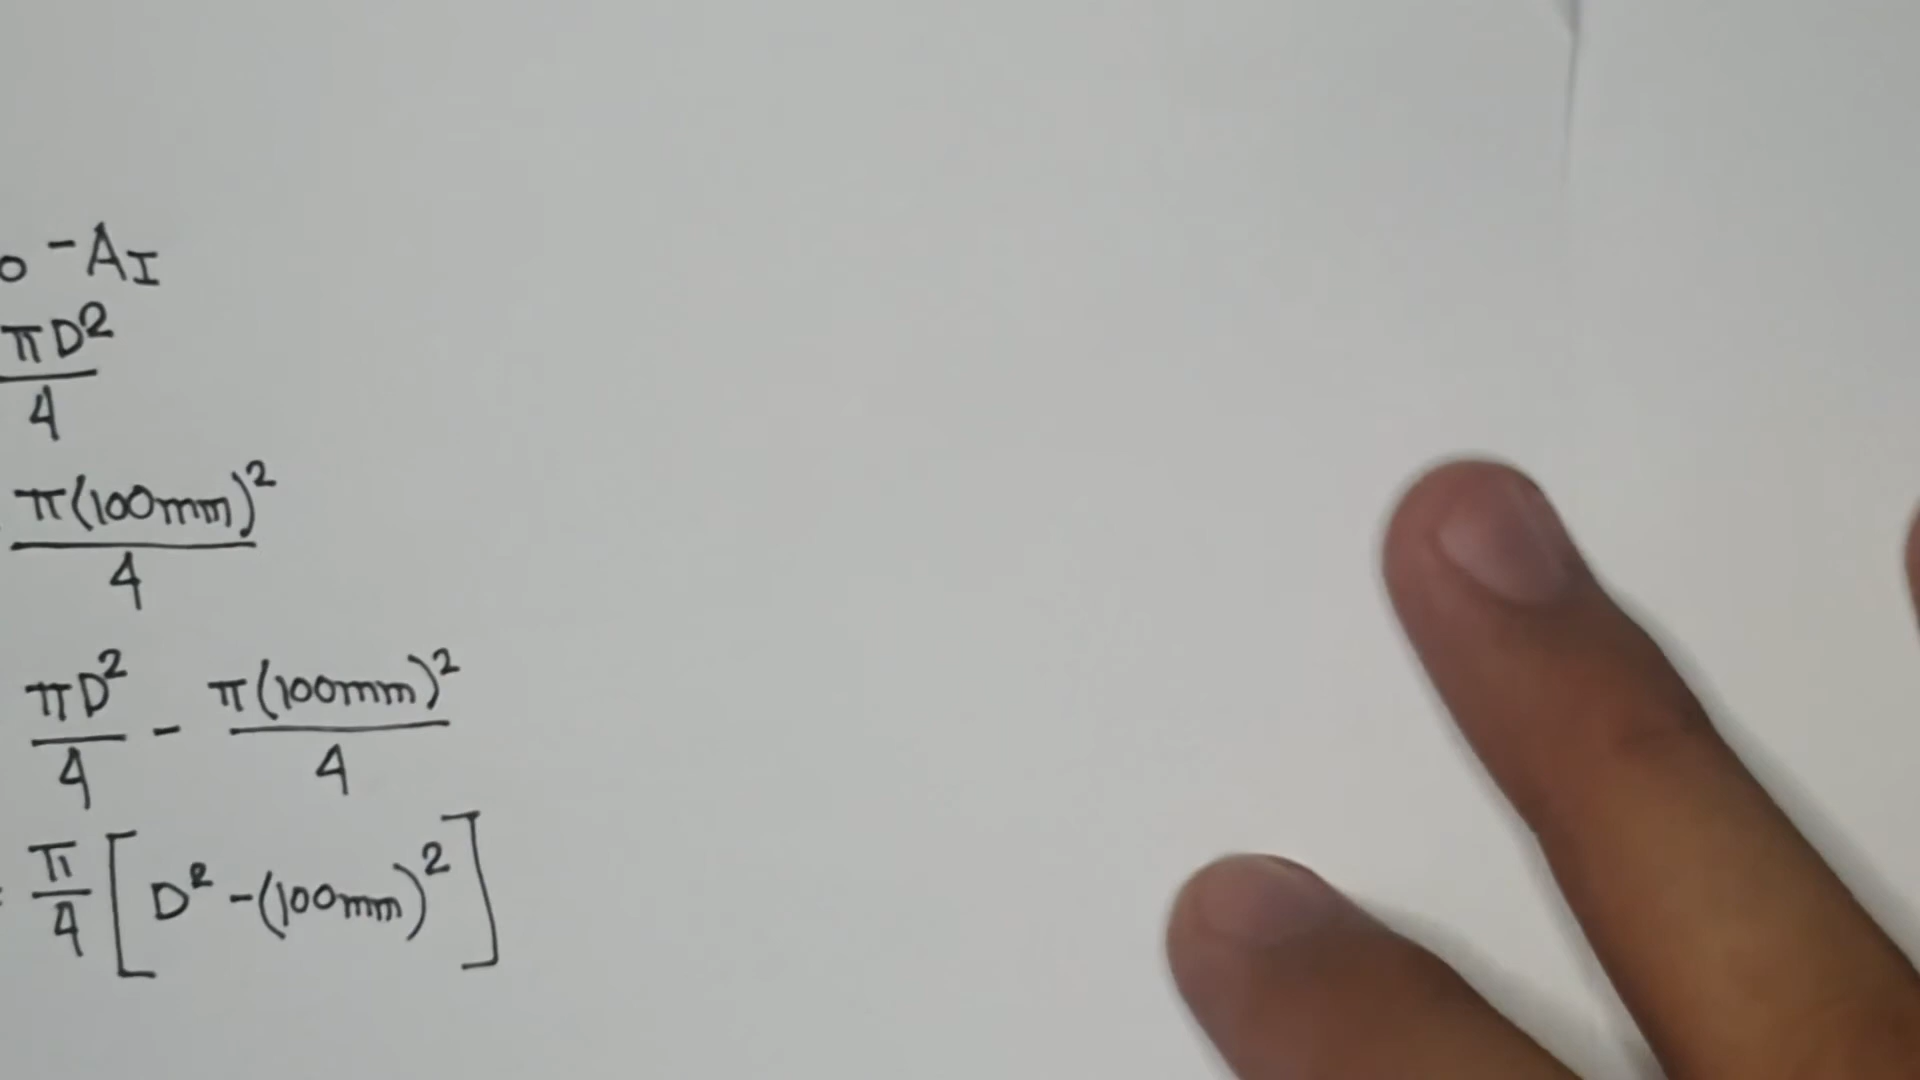 o - A_I
πD²/4
π(100mm)²/4
πD²/4 - π(100mm)²/4
π/4 [D² - (100mm)²]